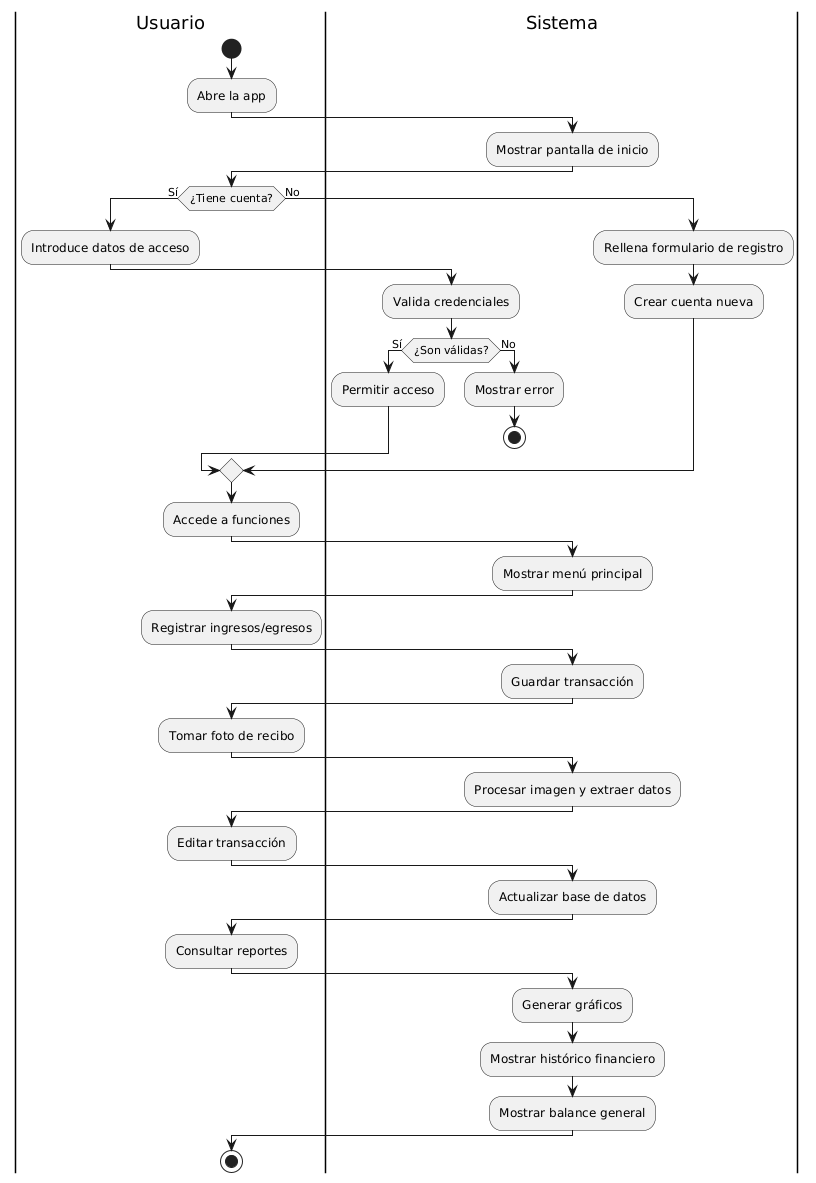 Usuario
Sistema
Abre la app
Mostrar pantalla de inicio
Sí
¿Tiene cuenta?
No
Introduce datos de acceso
Rellena formulario de registro
Valida credenciales
Crear cuenta nueva
Sí
¿Son válidas?
No
Permitir acceso
Mostrar error
Accede a funciones
Mostrar menú principal
Registrar ingresos/egresos
Guardar transacción
Tomar foto de recibo
Procesar imagen y extraer datos
Editar transacción
Actualizar base de datos
Consultar reportes
Generar gráficos
Mostrar histórico financiero
Mostrar balance general